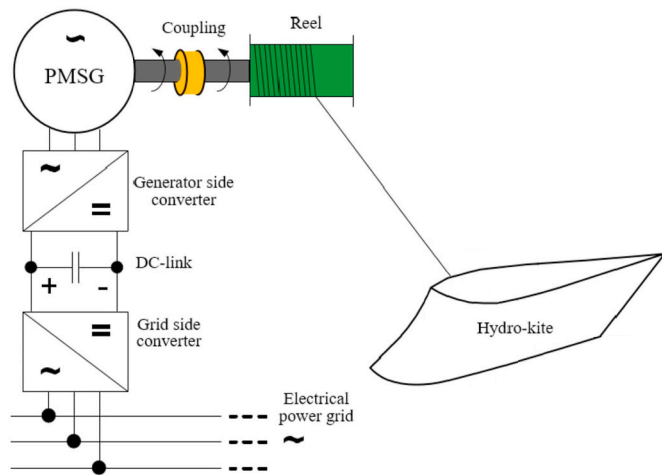 Coupling
Reel
~
PMSG
~
=
Generator side
converter
DC-link
+ -
=
Grid side
converter
~
Hydro-kite
Electrical
power grid
~